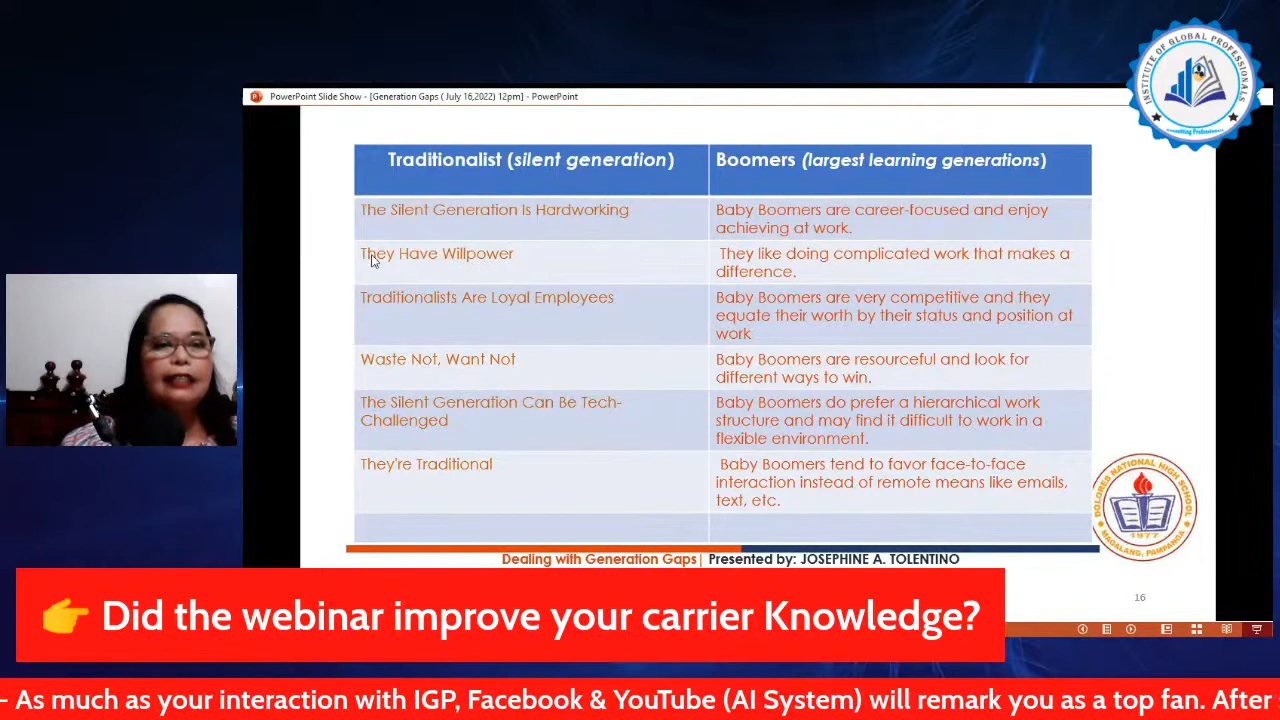 INSTITUTE OF GLOBAL PROFESSIONALS
Connecting Professionals
PowerPoint Slide Show - [Generation Gaps ( July 16,2022) 12pm] - PowerPoint
Traditionalist (silent generation)
Boomers (largest learning generations)
The Silent Generation Is Hardworking
Baby Boomers are career-focused and enjoy
achieving at work.
They Have Willpower
They like doing complicated work that makes a
difference.
Traditionalists Are Loyal Employees
Baby Boomers are very competitive and they
equate their worth by their status and position at
work
Waste Not, Want Not
Baby Boomers are resourceful and look for
different ways to win.
The Silent Generation Can Be Tech-
Challenged
Baby Boomers do prefer a hierarchical work
structure and may find it difficult to work in a
flexible environment.
They're Traditional
Baby Boomers tend to favor face-to-face
interaction instead of remote means like emails,
text, etc.
DOLORES NATIONAL HIGH SCHOOL
1977
MAGALANG, PAMPANGA
Dealing with Generation Gaps| Presented by: JOSEPHINE A. TOLENTINO
16
👉 Did the webinar improve your carrier Knowledge?
- As much as your interaction with IGP, Facebook & YouTube (AI System) will remark you as a top fan. After